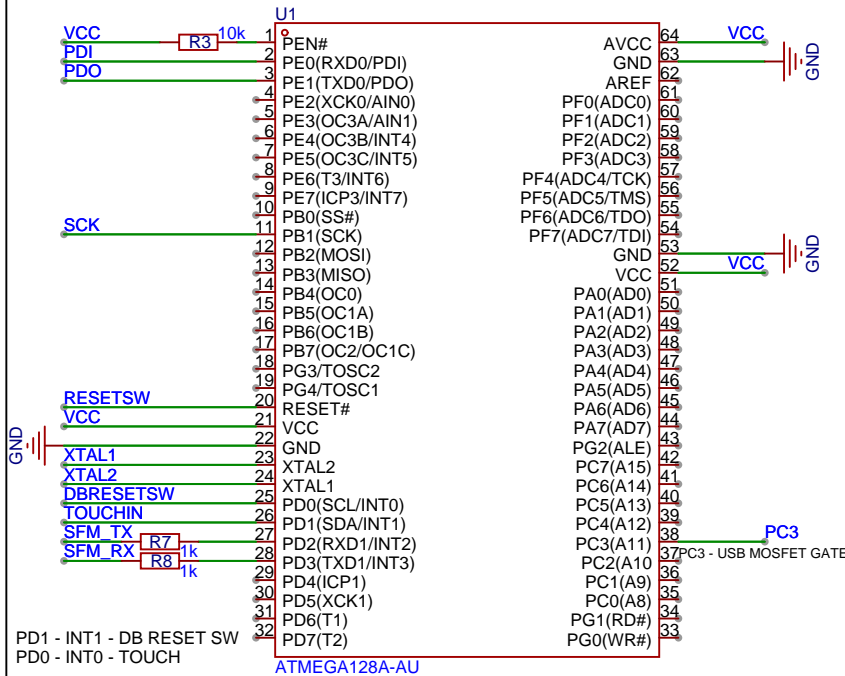 U1
VCC
R3
10k
1
PEN#
PDI
2
PE0(RXD0/PDI)
PDO
3
PE1(TXD0/PDO)
4
PE2(XCK0/AIN0)
5
PE3(OC3A/AIN1)
6
PE4(OC3B/INT4)
7
PE5(OC3C/INT5)
8
PE6(T3/INT6)
9
PE7(ICP3/INT7)
10
PB0(SS#)
SCK
11
PB1(SCK)
12
PB2(MOSI)
13
PB3(MISO)
14
PB4(OC0)
15
PB5(OC1A)
16
PB6(OC1B)
17
PB7(OC2/OC1C)
18
PG3/TOSC2
19
PG4/TOSC1
RESETSW
20
RESET#
VCC
21
VCC
GND
22
GND
XTAL1
23
XTAL2
XTAL2
24
XTAL1
DBRESETSW
25
PD0(SCL/INT0)
TOUCHIN
26
PD1(SDA/INT1)
SFM_TX
R7
1k
27
PD2(RXD1/INT2)
SFM_RX
R8
1k
28
PD3(TXD1/INT3)
29
PD4(ICP1)
30
PD5(XCK1)
31
PD6(T1)
32
PD7(T2)
64
AVCC
VCC
63
GND
GND
62
AREF
61
PF0(ADC0)
60
PF1(ADC1)
59
PF2(ADC2)
58
PF3(ADC3)
57
PF4(ADC4/TCK)
56
PF5(ADC5/TMS)
55
PF6(ADC6/TDO)
54
PF7(ADC7/TDI)
53
GND
GND
52
VCC
VCC
51
PA0(AD0)
50
PA1(AD1)
49
PA2(AD2)
48
PA3(AD3)
47
PA4(AD4)
46
PA5(AD5)
45
PA6(AD6)
44
PA7(AD7)
43
PG2(ALE)
42
PC7(A15)
41
PC6(A14)
40
PC5(A13)
39
PC4(A12)
38
PC3(A11)
PC3
37
PC2(A10
PC3 - USB MOSFET GATE
36
PC1(A9)
35
PC0(A8)
34
PG1(RD#)
33
PG0(WR#)
PD1 - INT1 - DB RESET SW
PD0 - INT0 - TOUCH
ATMEGA128A-AU